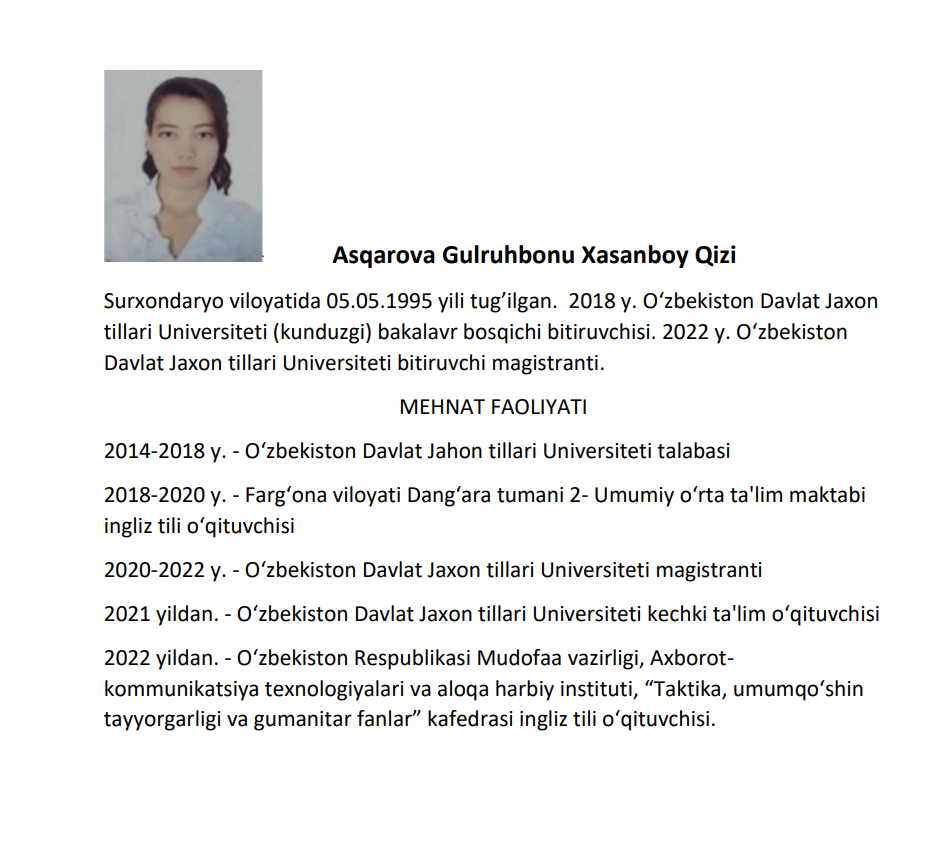 Asqarova Gulruhbonu Xasanboy Qizi
Surxondaryo viloyatida 05.05.1995 yili tug’ilgan.  2018 y. O‘zbekiston Davlat Jaxon
tillari Universiteti (kunduzgi) bakalavr bosqichi bitiruvchisi. 2022 y. O‘zbekiston
Davlat Jaxon tillari Universiteti bitiruvchi magistranti.
MEHNAT FAOLIYATI
2014-2018 y. - O‘zbekiston Davlat Jahon tillari Universiteti talabasi
2018-2020 y. - Farg‘ona viloyati Dang‘ara tumani 2- Umumiy o‘rta ta'lim maktabi
ingliz tili o‘qituvchisi
2020-2022 y. - O‘zbekiston Davlat Jaxon tillari Universiteti magistranti
2021 yildan. - O‘zbekiston Davlat Jaxon tillari Universiteti kechki ta'lim o‘qituvchisi
2022 yildan. - O‘zbekiston Respublikasi Mudofaa vazirligi, Axborot-
kommunikatsiya texnologiyalari va aloqa harbiy instituti, “Taktika, umumqo‘shin
tayyorgarligi va gumanitar fanlar” kafedrasi ingliz tili o‘qituvchisi.